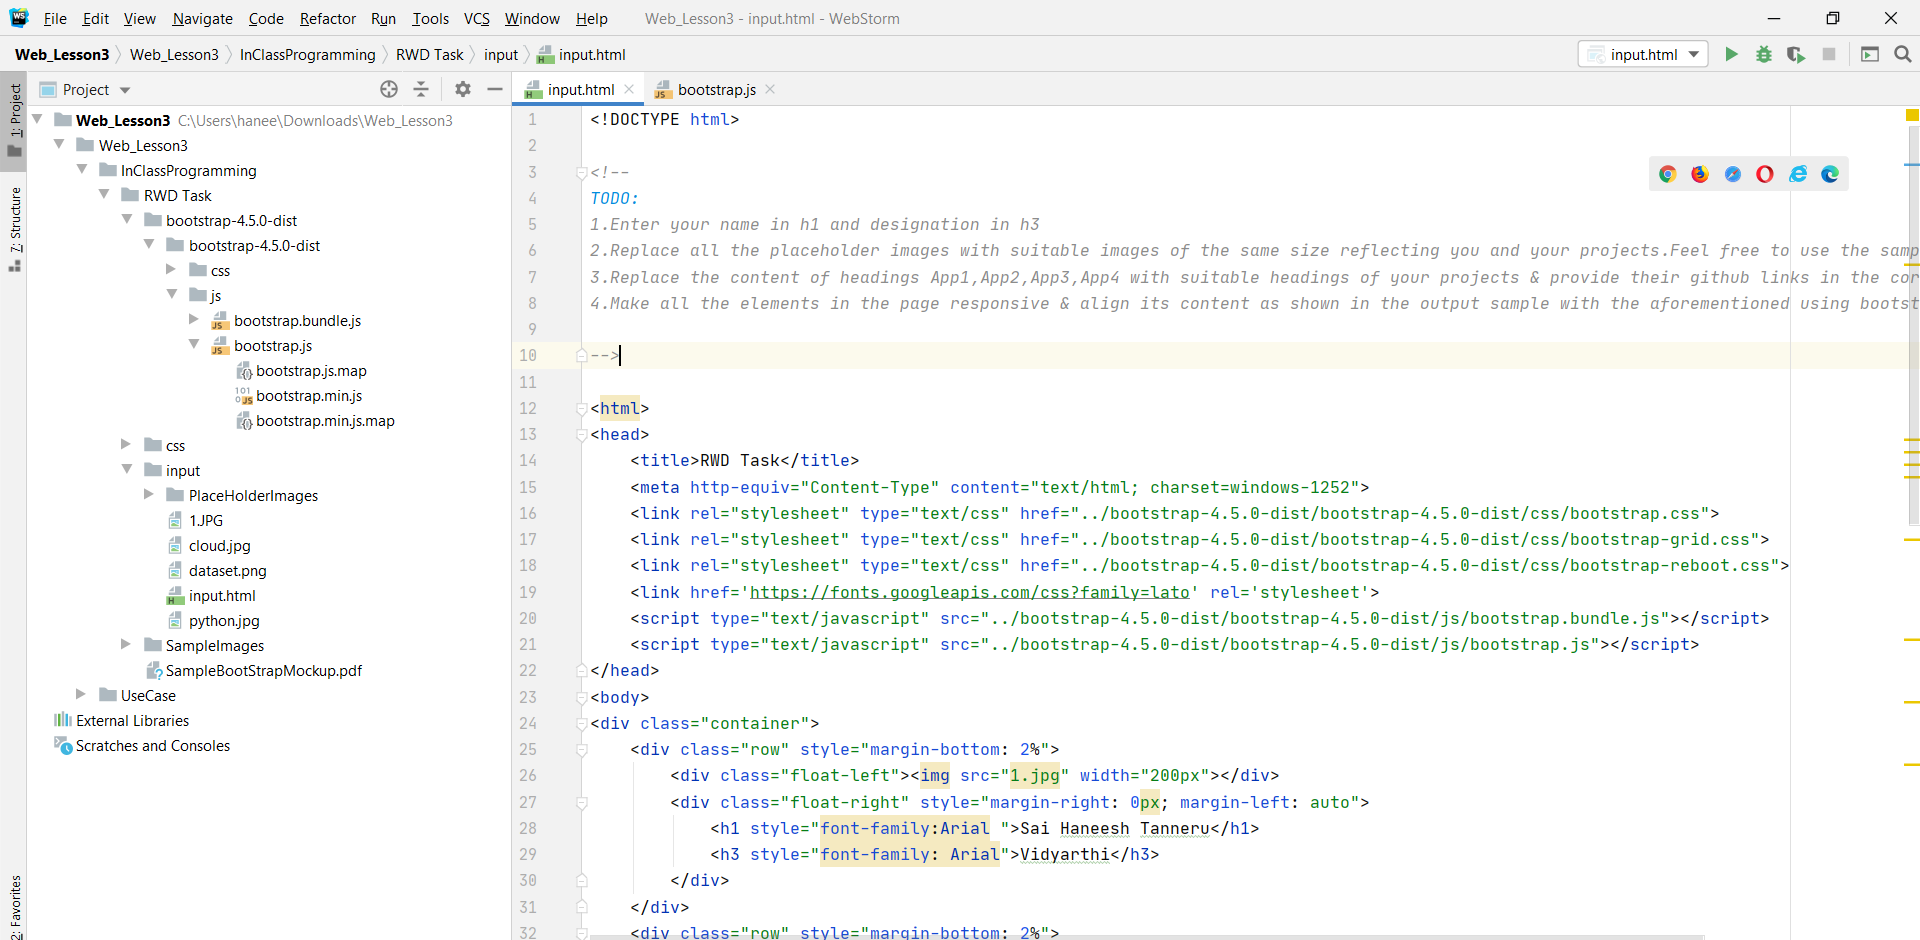 File Edit View Navigate Code Refactor Run Tools VCS Window Help Web_Lesson3 - input.html - WebStorm
Web_Lesson3 Web_Lesson3 InClassProgramming RWD Task input input.html
input.html
Project
input.html
bootstrap.js
1: Project
7: Structure
2: Favorites
Web_Lesson3 C:\Users\hanee\Downloads\Web_Lesson3
Web_Lesson3
InClassProgramming
RWD Task
bootstrap-4.5.0-dist
bootstrap-4.5.0-dist
css
js
bootstrap.bundle.js
bootstrap.js
bootstrap.js.map
bootstrap.min.js
bootstrap.min.js.map
css
input
PlaceHolderImages
1.JPG
cloud.jpg
dataset.png
input.html
python.jpg
SampleImages
SampleBootStrapMockup.pdf
UseCase
External Libraries
Scratches and Consoles
1 <!DOCTYPE html>
2
3 <!--
4 TODO:
5 1.Enter your name in h1 and designation in h3
6 2.Replace all the placeholder images with suitable images of the same size reflecting you and your projects.Feel free to use the samp
7 3.Replace the content of headings App1,App2,App3,App4 with suitable headings of your projects & provide their github links in the cor
8 4.Make all the elements in the page responsive & align its content as shown in the output sample with the aforementioned using bootst
9
10 -->
11
12 <html>
13 <head>
14 <title>RWD Task</title>
15 <meta http-equiv="Content-Type" content="text/html; charset=windows-1252">
16 <link rel="stylesheet" type="text/css" href="../bootstrap-4.5.0-dist/bootstrap-4.5.0-dist/css/bootstrap.css">
17 <link rel="stylesheet" type="text/css" href="../bootstrap-4.5.0-dist/bootstrap-4.5.0-dist/css/bootstrap-grid.css">
18 <link rel="stylesheet" type="text/css" href="../bootstrap-4.5.0-dist/bootstrap-4.5.0-dist/css/bootstrap-reboot.css">
19 <link href='https://fonts.googleapis.com/css?family=lato' rel='stylesheet'>
20 <script type="text/javascript" src="../bootstrap-4.5.0-dist/bootstrap-4.5.0-dist/js/bootstrap.bundle.js"></script>
21 <script type="text/javascript" src="../bootstrap-4.5.0-dist/bootstrap-4.5.0-dist/js/bootstrap.js"></script>
22 </head>
23 <body>
24 <div class="container">
25 <div class="row" style="margin-bottom: 2%">
26 <div class="float-left"><img src="1.jpg" width="200px"></div>
27 <div class="float-right" style="margin-right: 0px; margin-left: auto">
28 <h1 style="font-family:Arial ">Sai Haneesh Tanneru</h1>
29 <h3 style="font-family: Arial">Vidyarthi</h3>
30 </div>
31 </div>
32 <div class="row" style="margin-bottom: 2%">